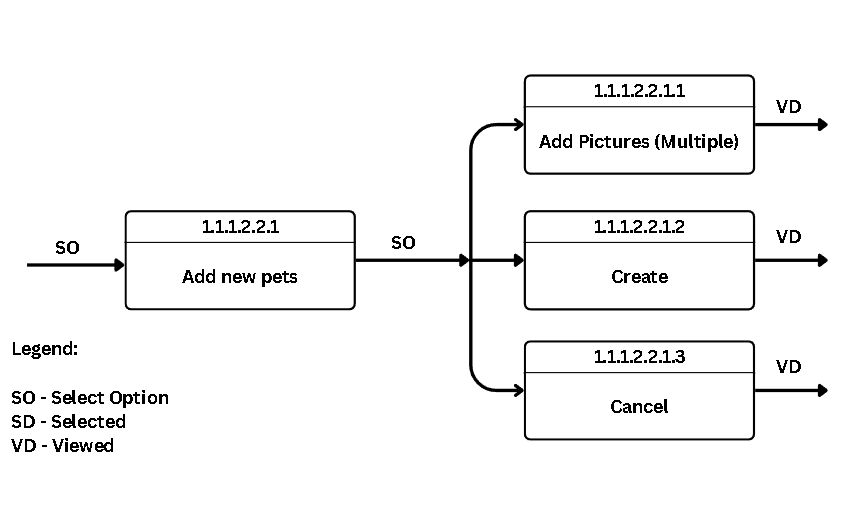 1.1.1.2.2.1.1
VD
Add Pictures (Multiple)
1.1.1.2.2.1
SO
Add new pets
SO
1.1.1.2.2.1.2
VD
Create
1.1.1.2.2.1.3
VD
Cancel
Legend:
SO - Select Option
SD - Selected
VD - Viewed